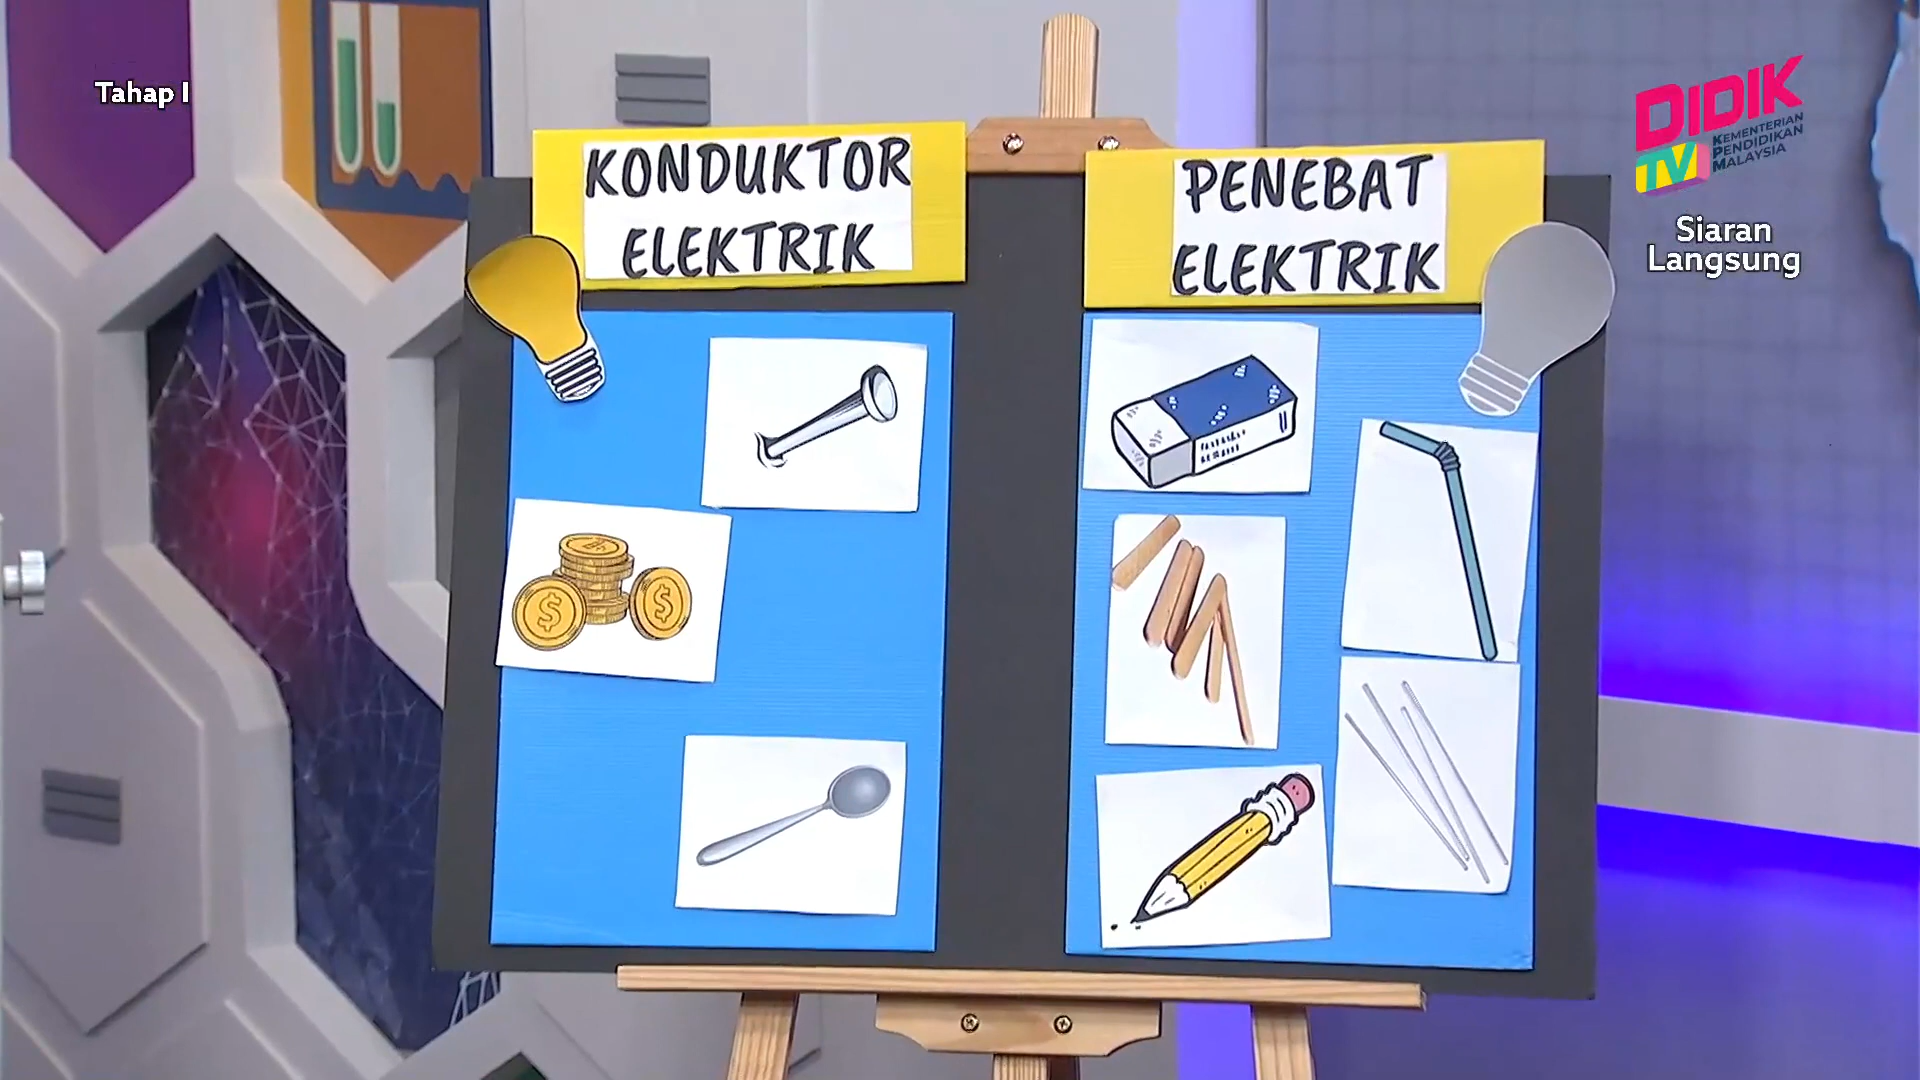 Tahap I
KONDUKTOR
ELEKTRIK
PENEBAT
ELEKTRIK
DIDIK
TV
KEMENTERIAN
PENDIDIKAN
MALAYSIA
Siaran
Langsung
$ $